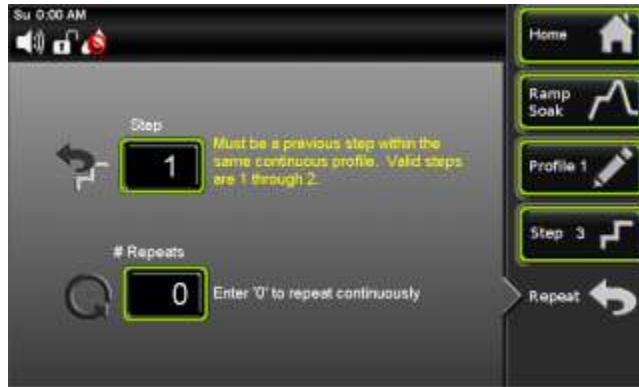 Su 0:00 AM
Home
Ramp
Soak
Step
1
Must be a previous step within the
same continuous profile. Valid steps
are 1 through 2.
Profile 1
Step 3
# Repeats
0
Enter '0' to repeat continuously
Repeat